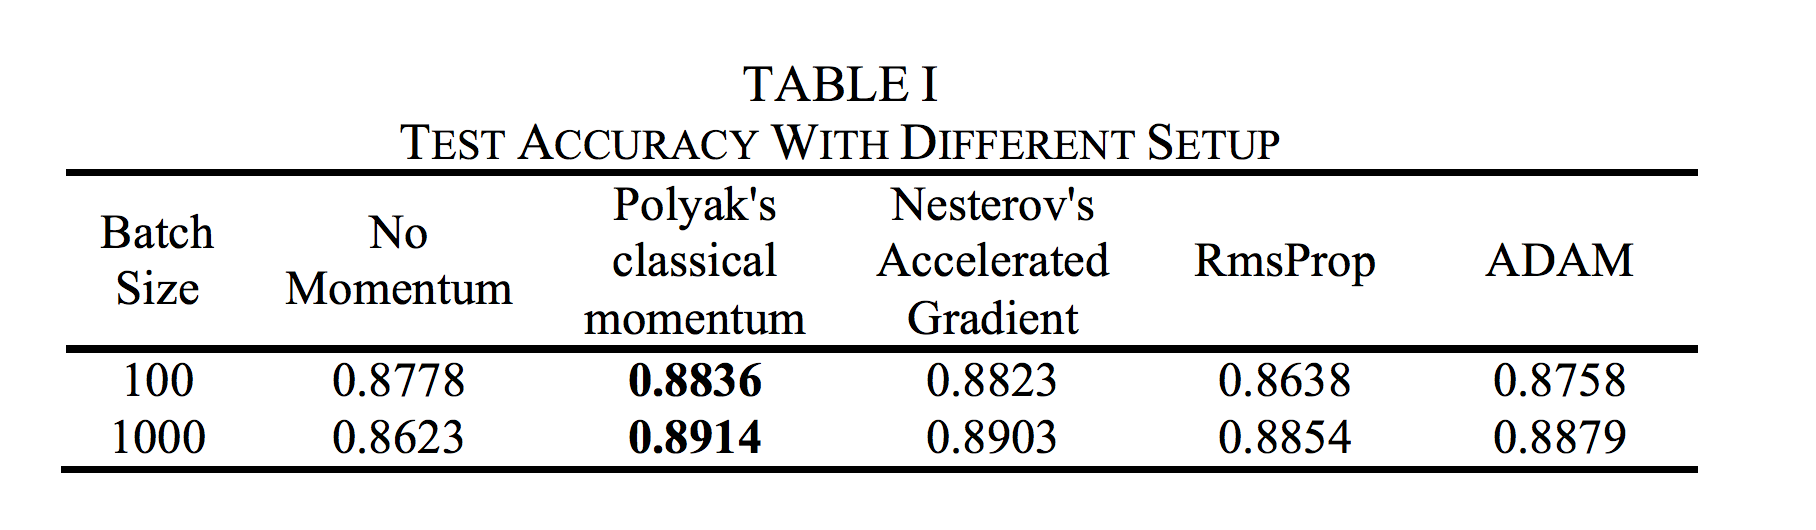 TABLE I
TEST ACCURACY WITH DIFFERENT SETUP
Batch Size No Momentum Polyak's classical momentum Nesterov's Accelerated Gradient RmsProp ADAM
100 0.8778 0.8836 0.8823 0.8638 0.8758
1000 0.8623 0.8914 0.8903 0.8854 0.8879